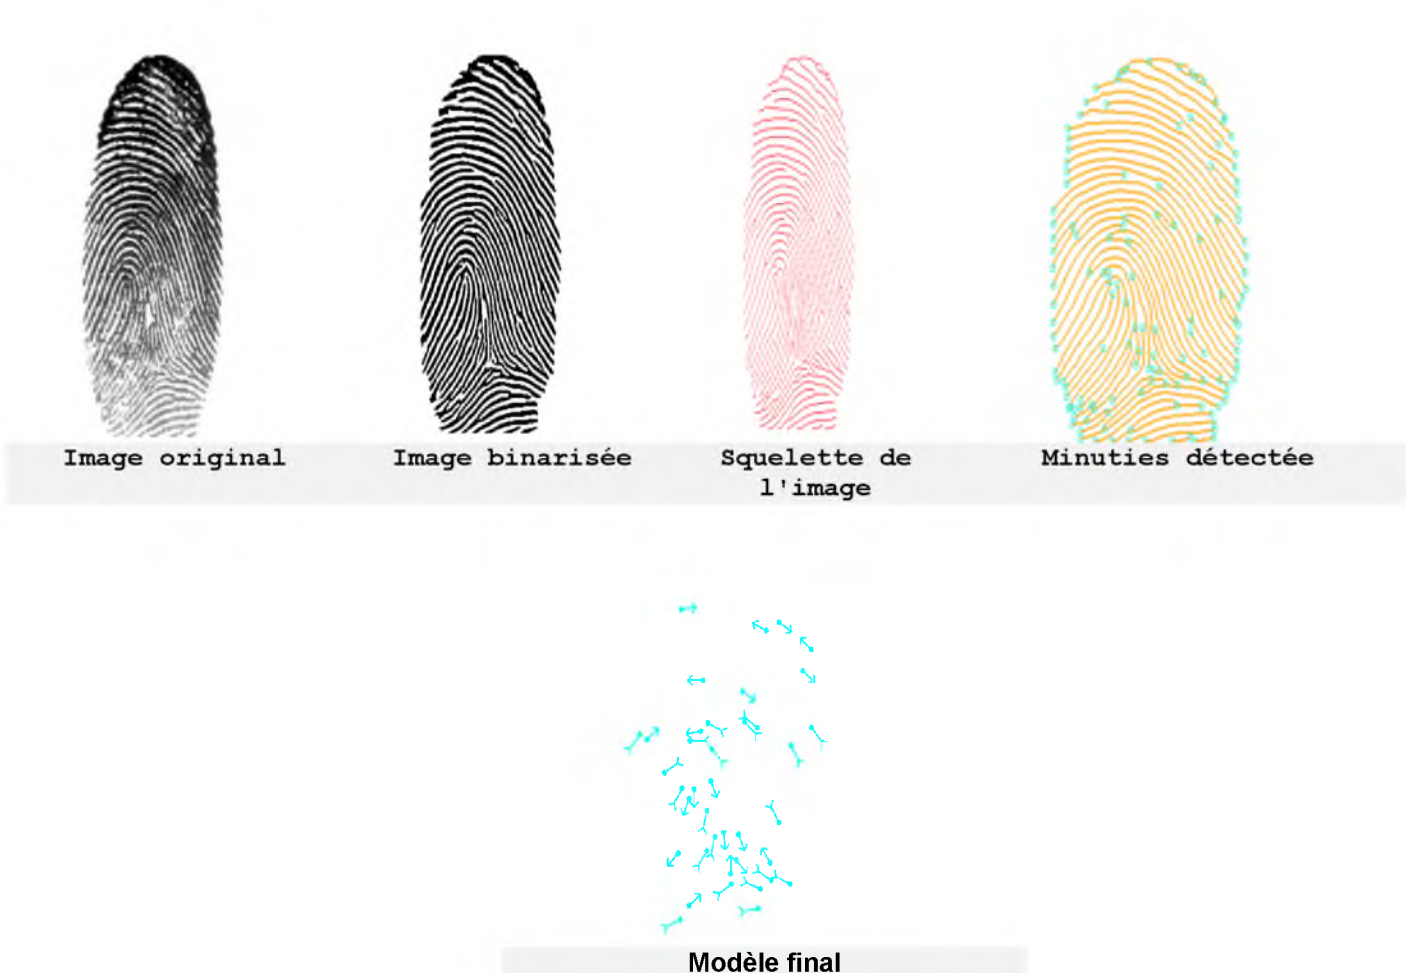 Image original
Image binarisée
Squelette de
l'image
Minuties détectée
Modèle final